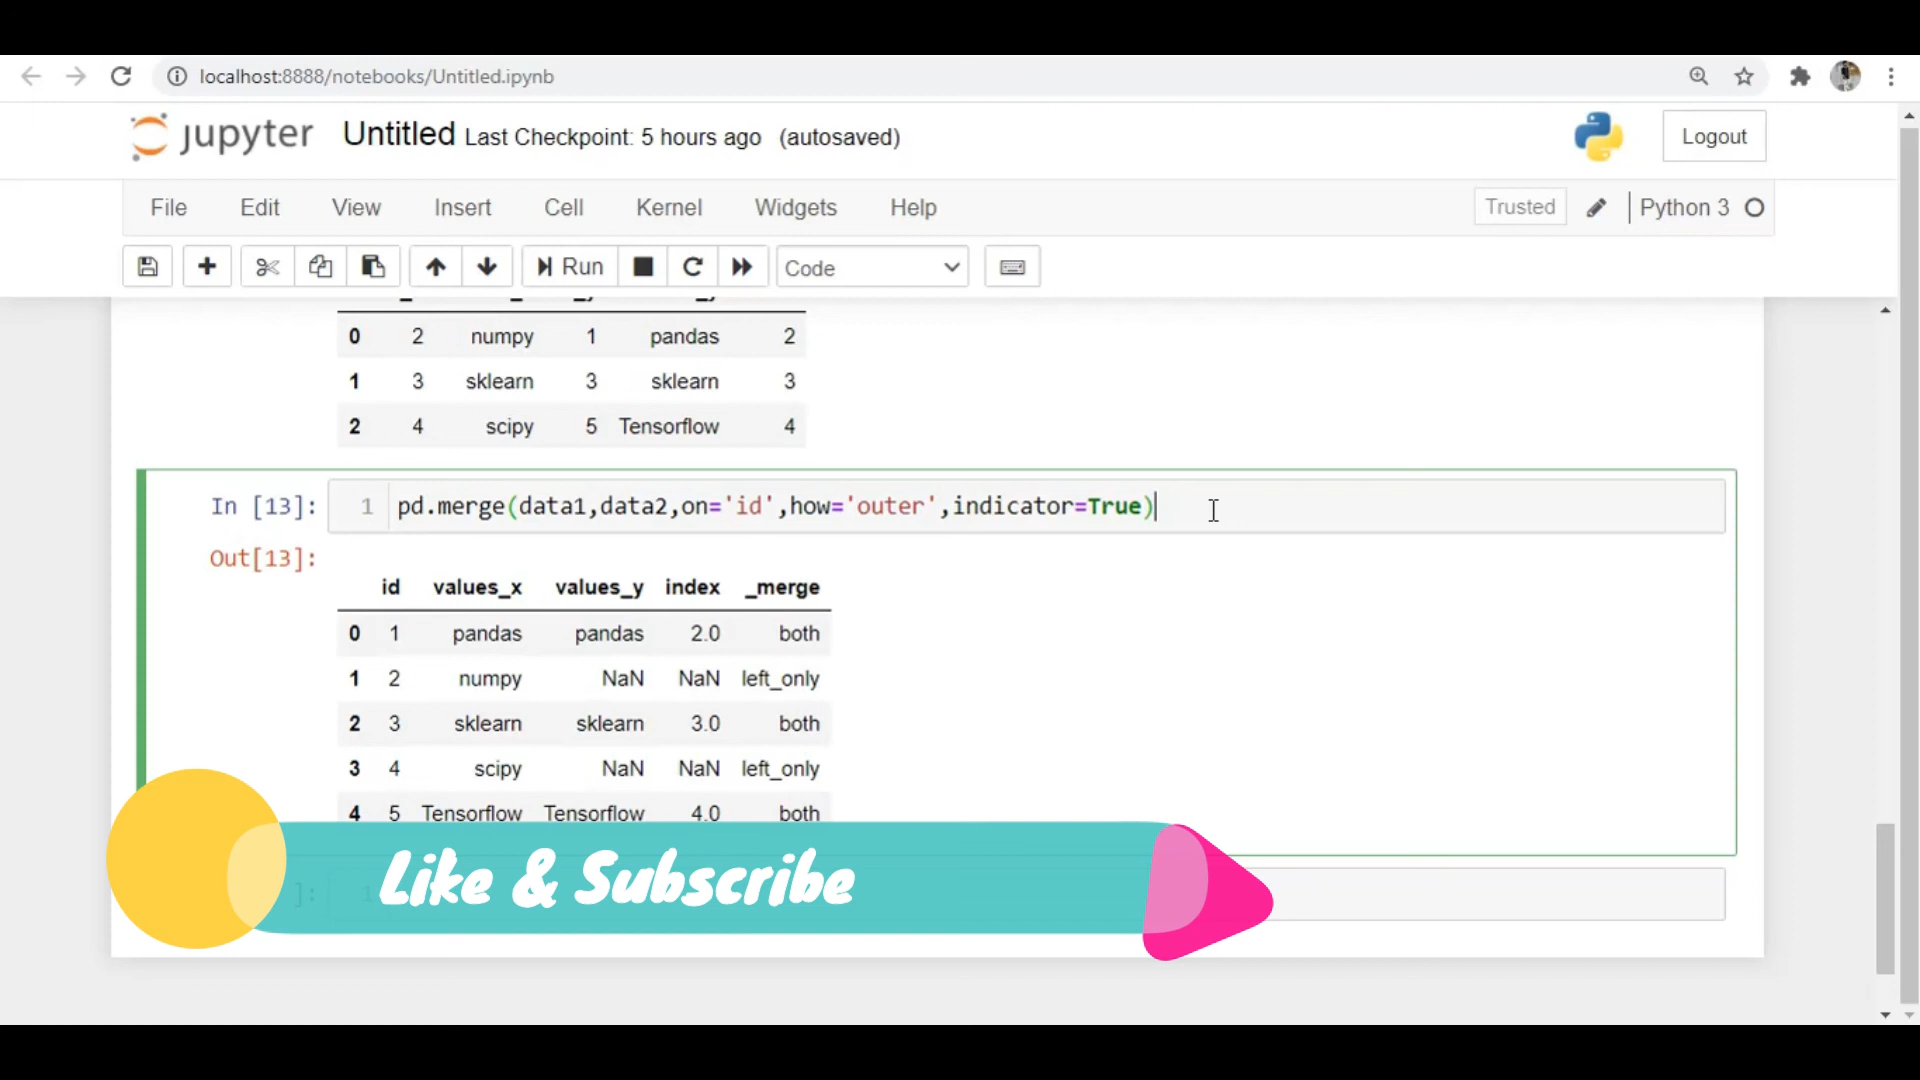 localhost:8888/notebooks/Untitled.ipynb
jupyter Untitled Last Checkpoint: 5 hours ago (autosaved)
Logout
File Edit View Insert Cell Kernel Widgets Help
Trusted Python 3
Run Code
0 2 numpy 1 pandas 2
1 3 sklearn 3 sklearn 3
2 4 scipy 5 Tensorflow 4
In [13]: 1 pd.merge(data1,data2,on='id',how='outer',indicator=True)
Out[13]:
id values_x values_y index _merge
0 1 pandas pandas 2.0 both
1 2 numpy NaN NaN left_only
2 3 sklearn sklearn 3.0 both
3 4 scipy NaN NaN left_only
4 5 Tensorflow Tensorflow 4.0 both
Like & Subscribe
]: 1